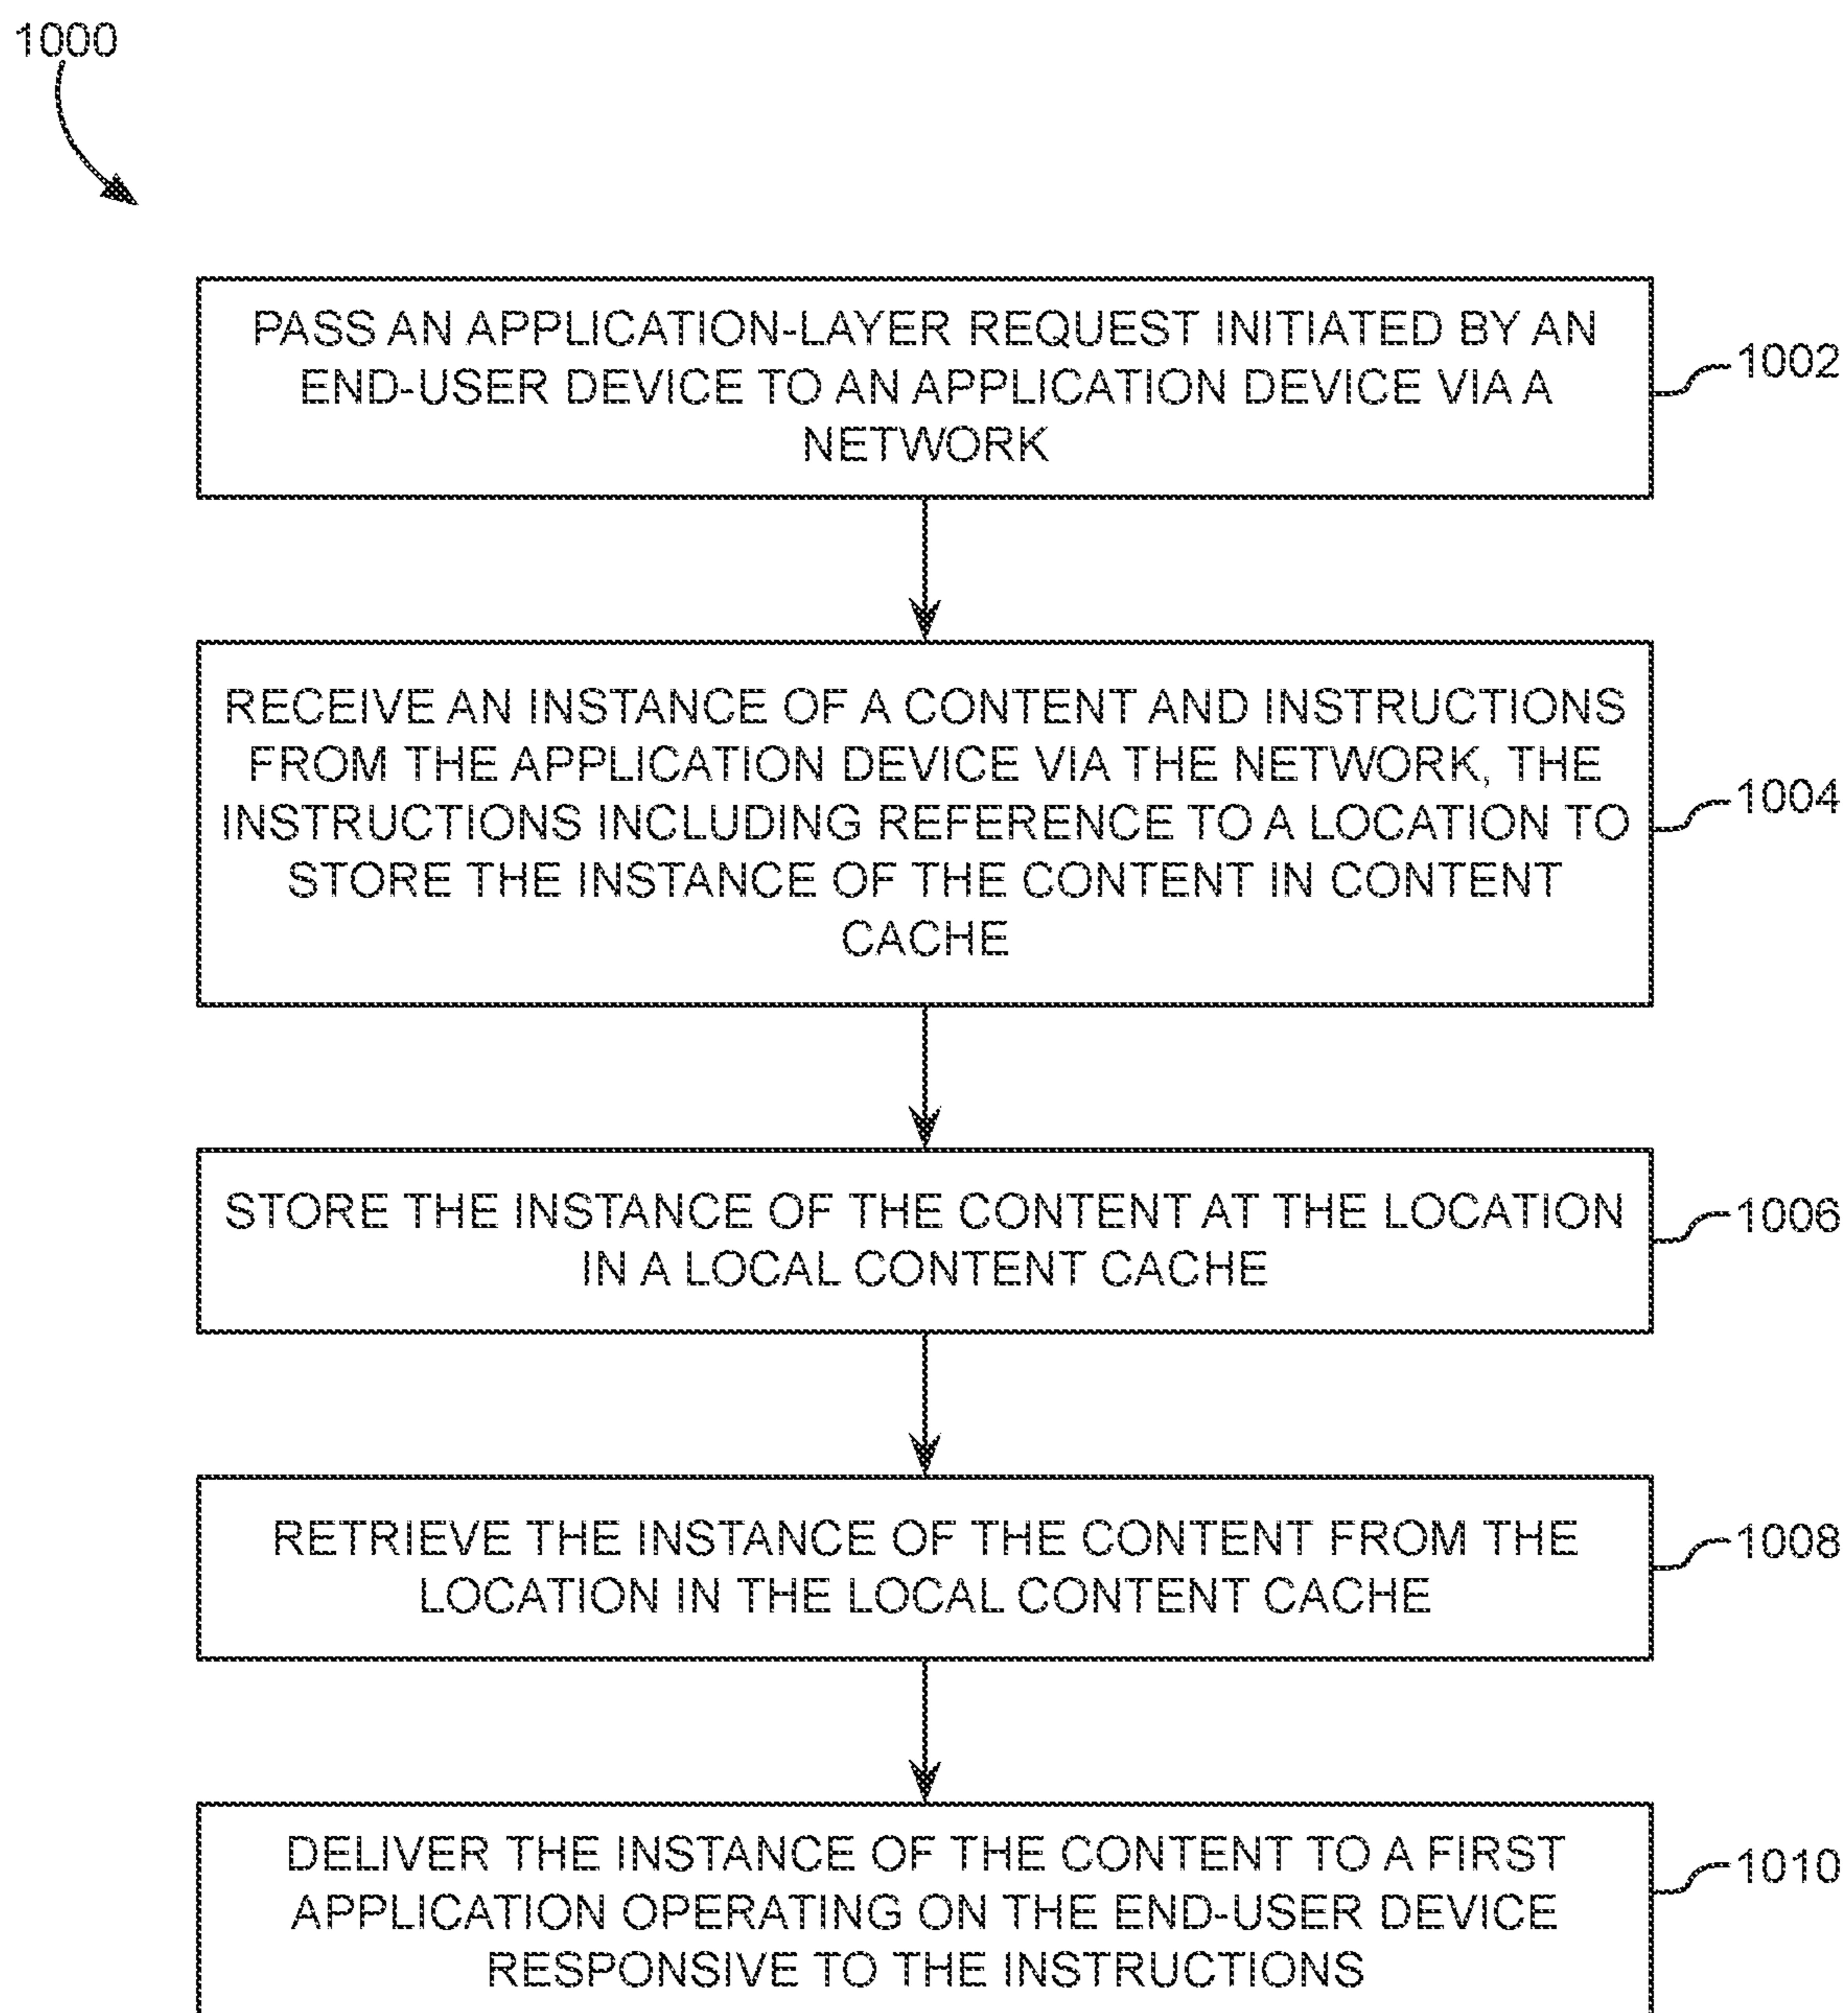 1000
PASS AN APPLICATION-LAYER REQUEST INITIATED BY AN
END-USER DEVICE TO AN APPLICATION DEVICE VIA A
NETWORK
1002
RECEIVE AN INSTANCE OF A CONTENT AND INSTRUCTIONS
FROM THE APPLICATION DEVICE VIA THE NETWORK, THE
INSTRUCTIONS INCLUDING REFERENCE TO A LOCATION TO
STORE THE INSTANCE OF THE CONTENT IN CONTENT
CACHE
1004
STORE THE INSTANCE OF THE CONTENT AT THE LOCATION
IN A LOCAL CONTENT CACHE
1006
RETRIEVE THE INSTANCE OF THE CONTENT FROM THE
LOCATION IN THE LOCAL CONTENT CACHE
1008
DELIVER THE INSTANCE OF THE CONTENT TO A FIRST
APPLICATION OPERATING ON THE END-USER DEVICE
RESPONSIVE TO THE INSTRUCTIONS
1010